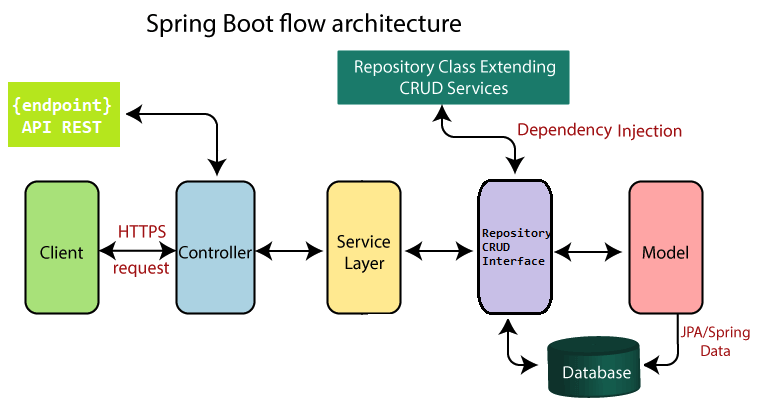 Spring Boot flow architecture
Repository Class Extending
CRUD Services
{endpoint}
API REST
Dependency Injection
Client
HTTPS
request
Controller
Service
Layer
Repository
CRUD
Interface
Model
JPA/Spring
Data
Database